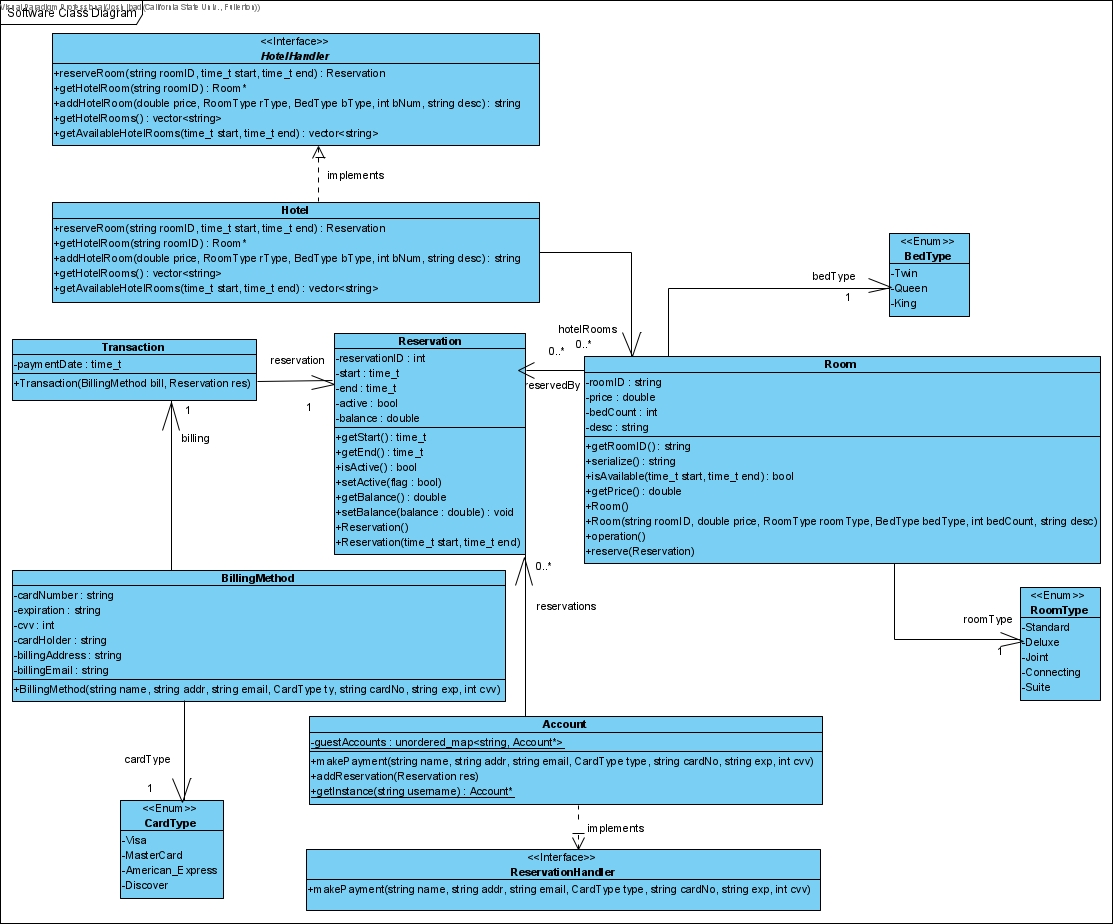 Visual Paradigm Professional(Josh Ibad(California State Univ., Fullerton))
Software Class Diagram
<<Interface>>
HotelHandler
+reserveRoom(string roomID, time_t start, time_t end) : Reservation
+getHotelRoom(string roomID) : Room*
+addHotelRoom(double price, RoomType rType, BedType bType, int bNum, string desc) : string
+getHotelRooms() : vector<string>
+getAvailableHotelRooms(time_t start, time_t end) : vector<string>
implements
Hotel
+reserveRoom(string roomID, time_t start, time_t end) : Reservation
+getHotelRoom(string roomID) : Room*
+addHotelRoom(double price, RoomType rType, BedType bType, int bNum, string desc) : string
+getHotelRooms() : vector<string>
+getAvailableHotelRooms(time_t start, time_t end) : vector<string>
<<Enum>>
BedType
-Twin
-Queen
-King
bedType
1
hotelRooms
0..*
0..*
reservedBy
Transaction
-paymentDate : time_t
+Transaction(BillingMethod bill, Reservation res)
reservation
1
1
billing
Reservation
-reservationID : int
-start : time_t
-end : time_t
-active : bool
-balance : double
+getStart() : time_t
+getEnd() : time_t
+isActive() : bool
+setActive(flag : bool)
+getBalance() : double
+setBalance(balance : double) : void
+Reservation()
+Reservation(time_t start, time_t end)
Room
-roomID : string
-price : double
-bedCount : int
-desc : string
+getRoomID() : string
+serialize() : string
+isAvailable(time_t start, time_t end) : bool
+getPrice() : double
+Room()
+Room(string roomID, double price, RoomType roomType, BedType bedType, int bedCount, string desc)
+operation()
+reserve(Reservation)
0..*
reservations
BillingMethod
-cardNumber : string
-expiration : string
-cvv : int
-cardHolder : string
-billingAddress : string
-billingEmail : string
+BillingMethod(string name, string addr, string email, CardType ty, string cardNo, string exp, int cvv)
roomType
1
<<Enum>>
RoomType
-Standard
-Deluxe
-Joint
-Connecting
-Suite
Account
-guestAccounts : unordered_map<string, Account*>
+makePayment(string name, string addr, string email, CardType type, string cardNo, string exp, int cvv)
+addReservation(Reservation res)
+getInstance(string username) : Account*
cardType
1
<<Enum>>
CardType
-Visa
-MasterCard
-American_Express
-Discover
implements
<<Interface>>
ReservationHandler
+makePayment(string name, string addr, string email, CardType type, string cardNo, string exp, int cvv)